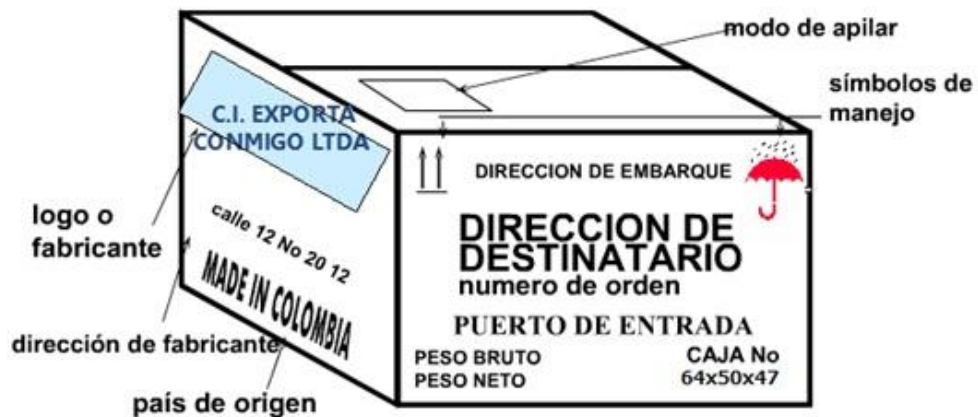 modo de apilar
símbolos de
manejo
C.I. EXPORTA
CONMIGO LTDA
logo o
fabricante
calle 12 No 20 12
MADE IN COLOMBIA
dirección de fabricante
país de origen
DIRECCION DE EMBARQUE
DIRECCION DE
DESTINATARIO
numero de orden
PUERTO DE ENTRADA
PESO BRUTO
PESO NETO
CAJA No
64x50x47